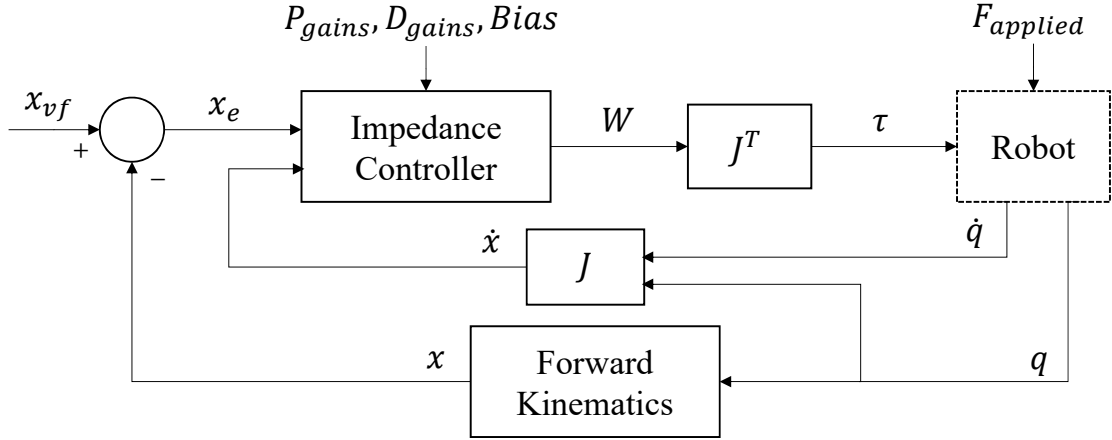 P_gains, D_gains, Bias
F_applied
x_vf
x_e
+
−
Impedance
Controller
W
J^T
τ
Robot
ẋ
J
q̇
x
Forward
Kinematics
q